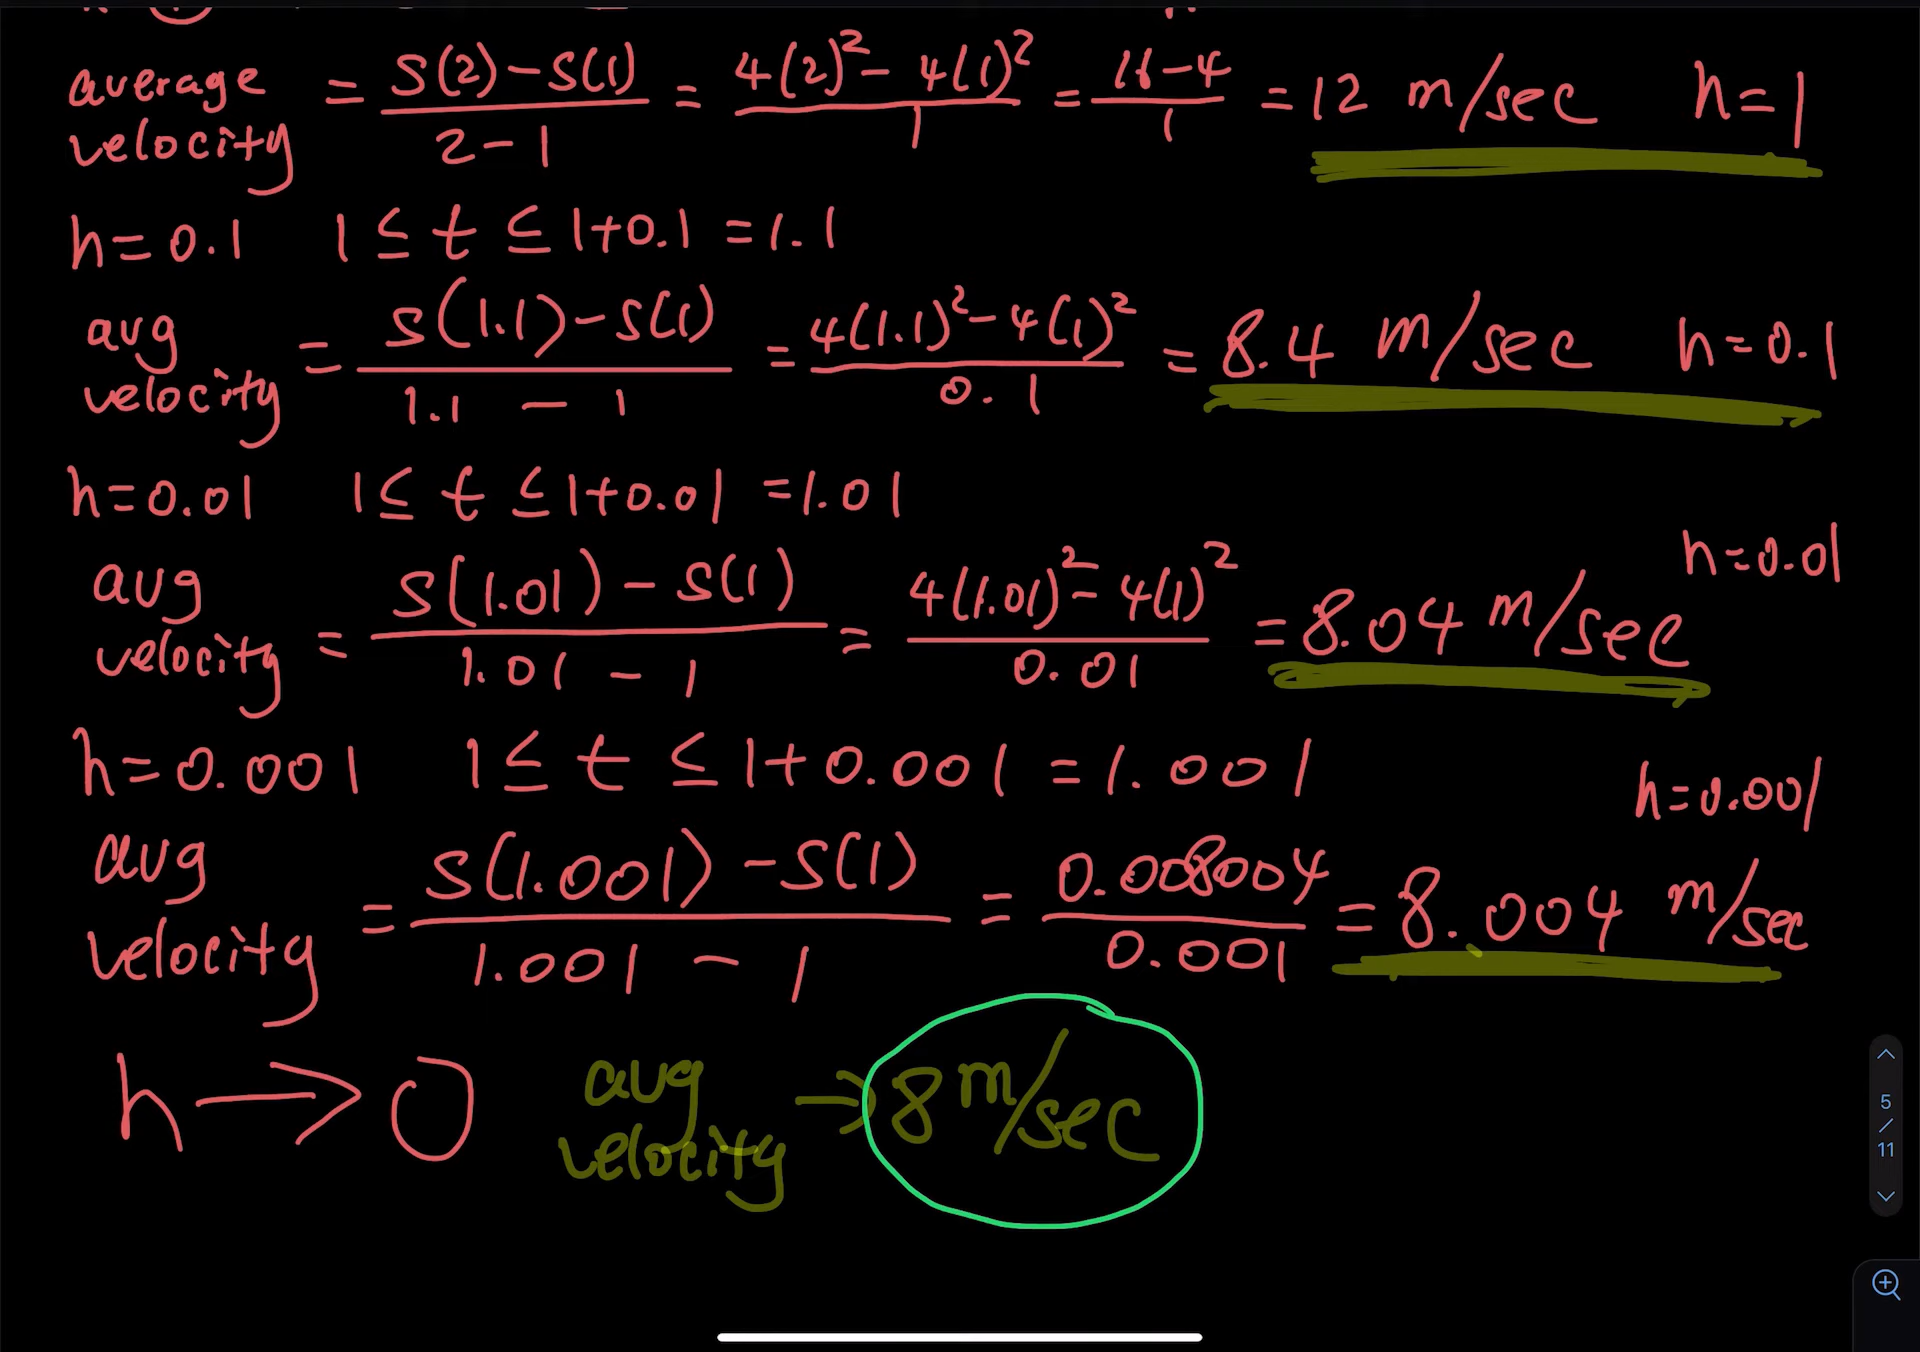 average velocity = S(2)-S(1) / 2-1 = 4(2)²-4(1)² / 1 = 16-4 / 1 = 12 m/sec h=1
h=0.1 1 ≤ t ≤ 1+0.1 = 1.1
avg velocity = S(1.1)-S(1) / 1.1 - 1 = 4(1.1)²-4(1)² / 0.1 = 8.4 m/sec h=0.1
h=0.01 1 ≤ t ≤ 1+0.01 = 1.01
h=0.01
avg velocity = S(1.01)-S(1) / 1.01 - 1 = 4(1.01)²-4(1)² / 0.01 = 8.04 m/sec
h=0.001 1 ≤ t ≤ 1+0.001 = 1.001
h=0.001
avg velocity = S(1.001)-S(1) / 1.001 - 1 = 0.008004 / 0.001 = 8.004 m/sec
h → 0 avg velocity → 8 m/sec
5
/
11